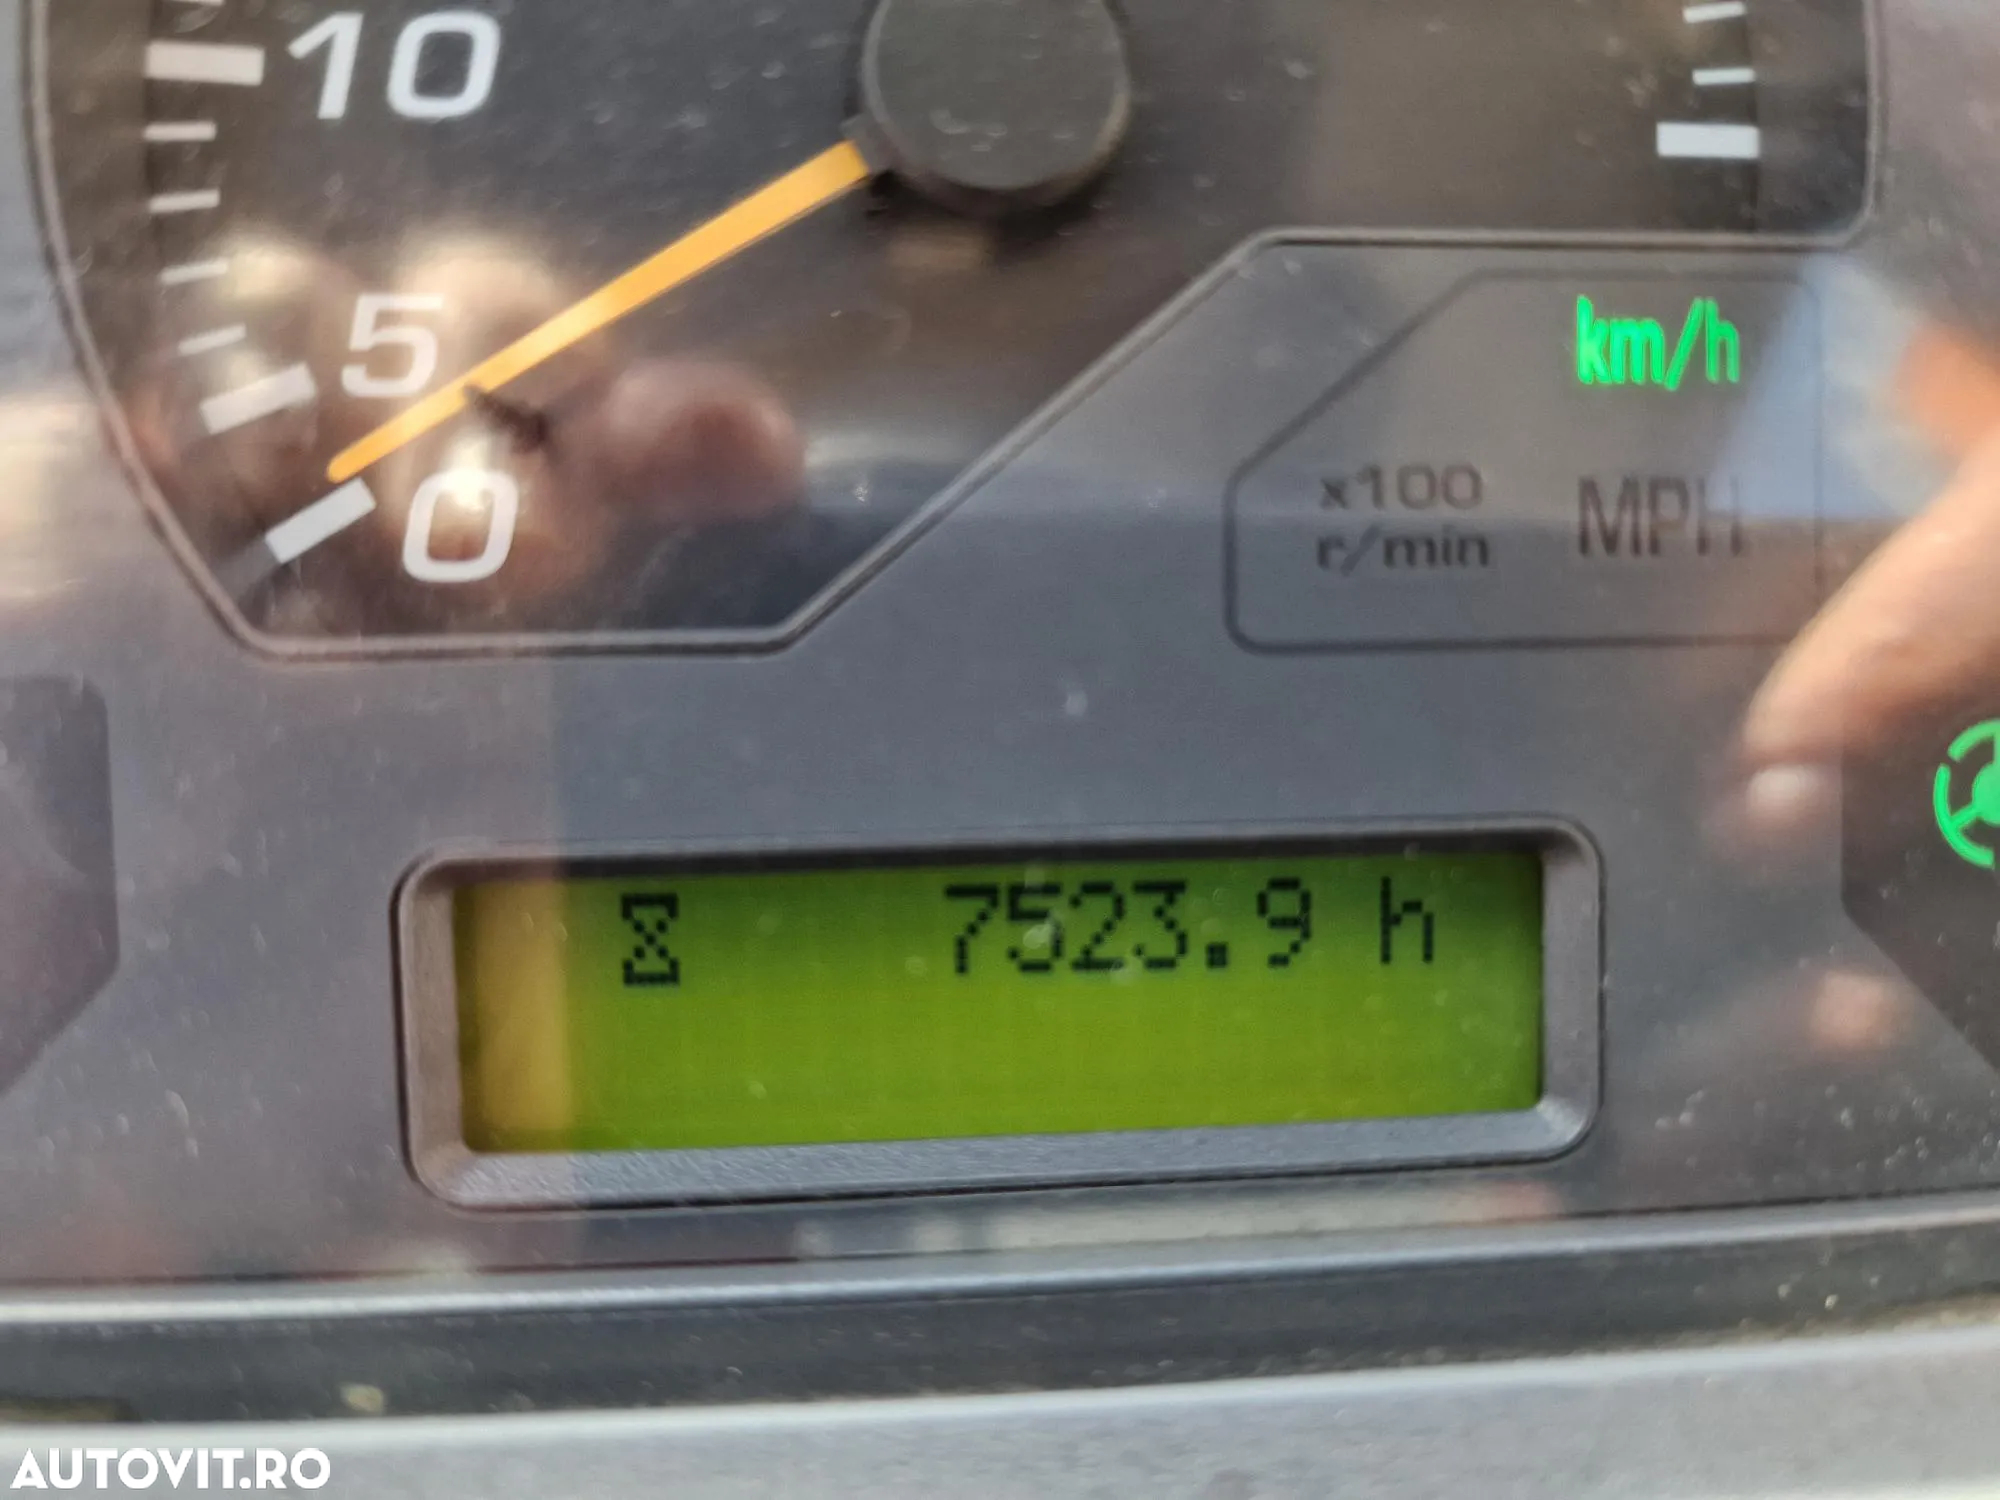 10
5
0
km/h
x100
r/min
MPH
7523.9 h
AUTOVIT.RO